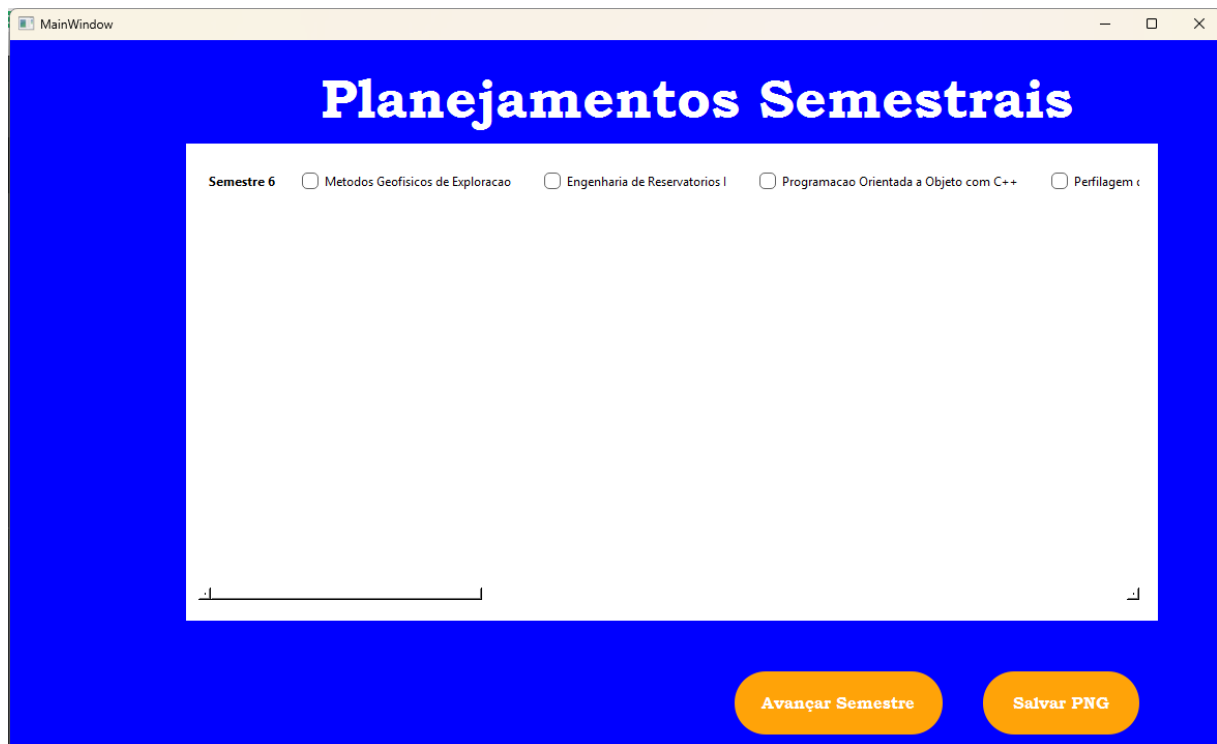 MainWindow
Planejamentos Semestrais
Semestre 6 Metodos Geofisicos de Exploracao Engenharia de Reservatorios I Programacao Orientada a Objeto com C++ Perfilagem
Avançar Semestre Salvar PNG